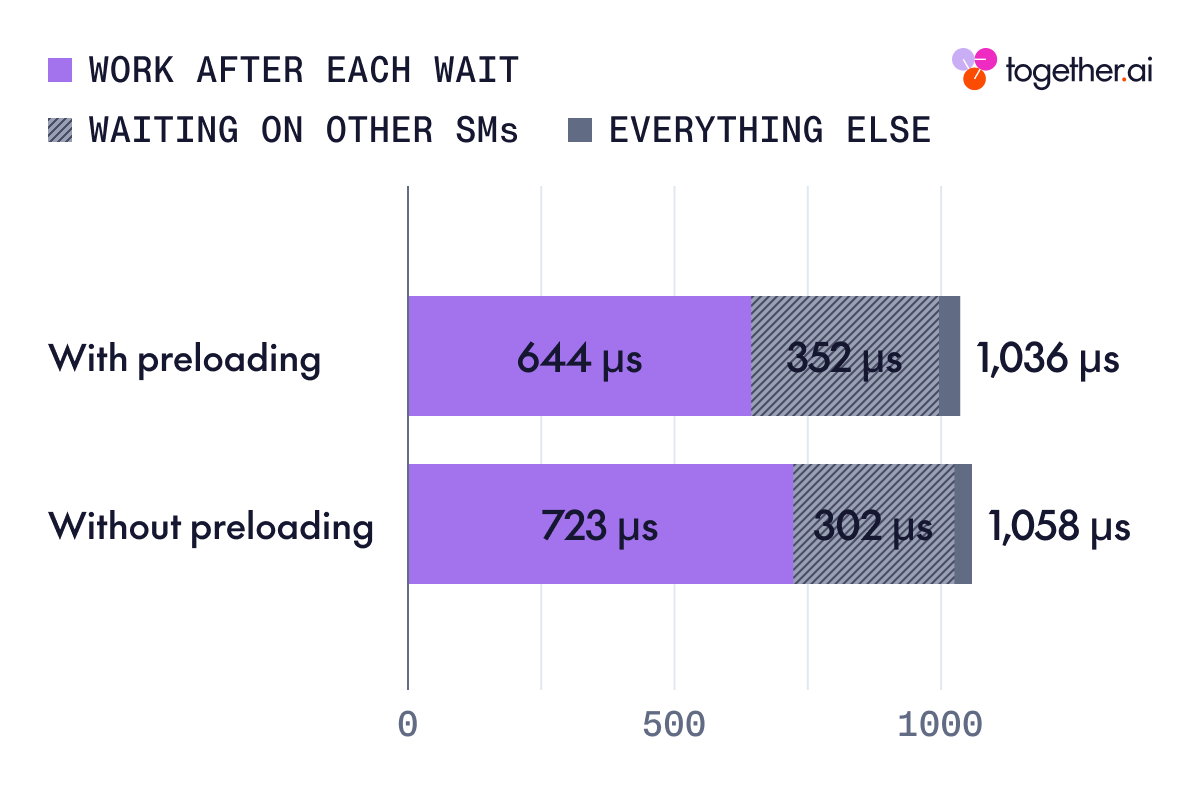 WORK AFTER EACH WAIT
together.ai
WAITING ON OTHER SMs
EVERYTHING ELSE
With preloading
644 µs
352 µs
1,036 µs
Without preloading
723 µs
302 µs
1,058 µs
0
500
1000